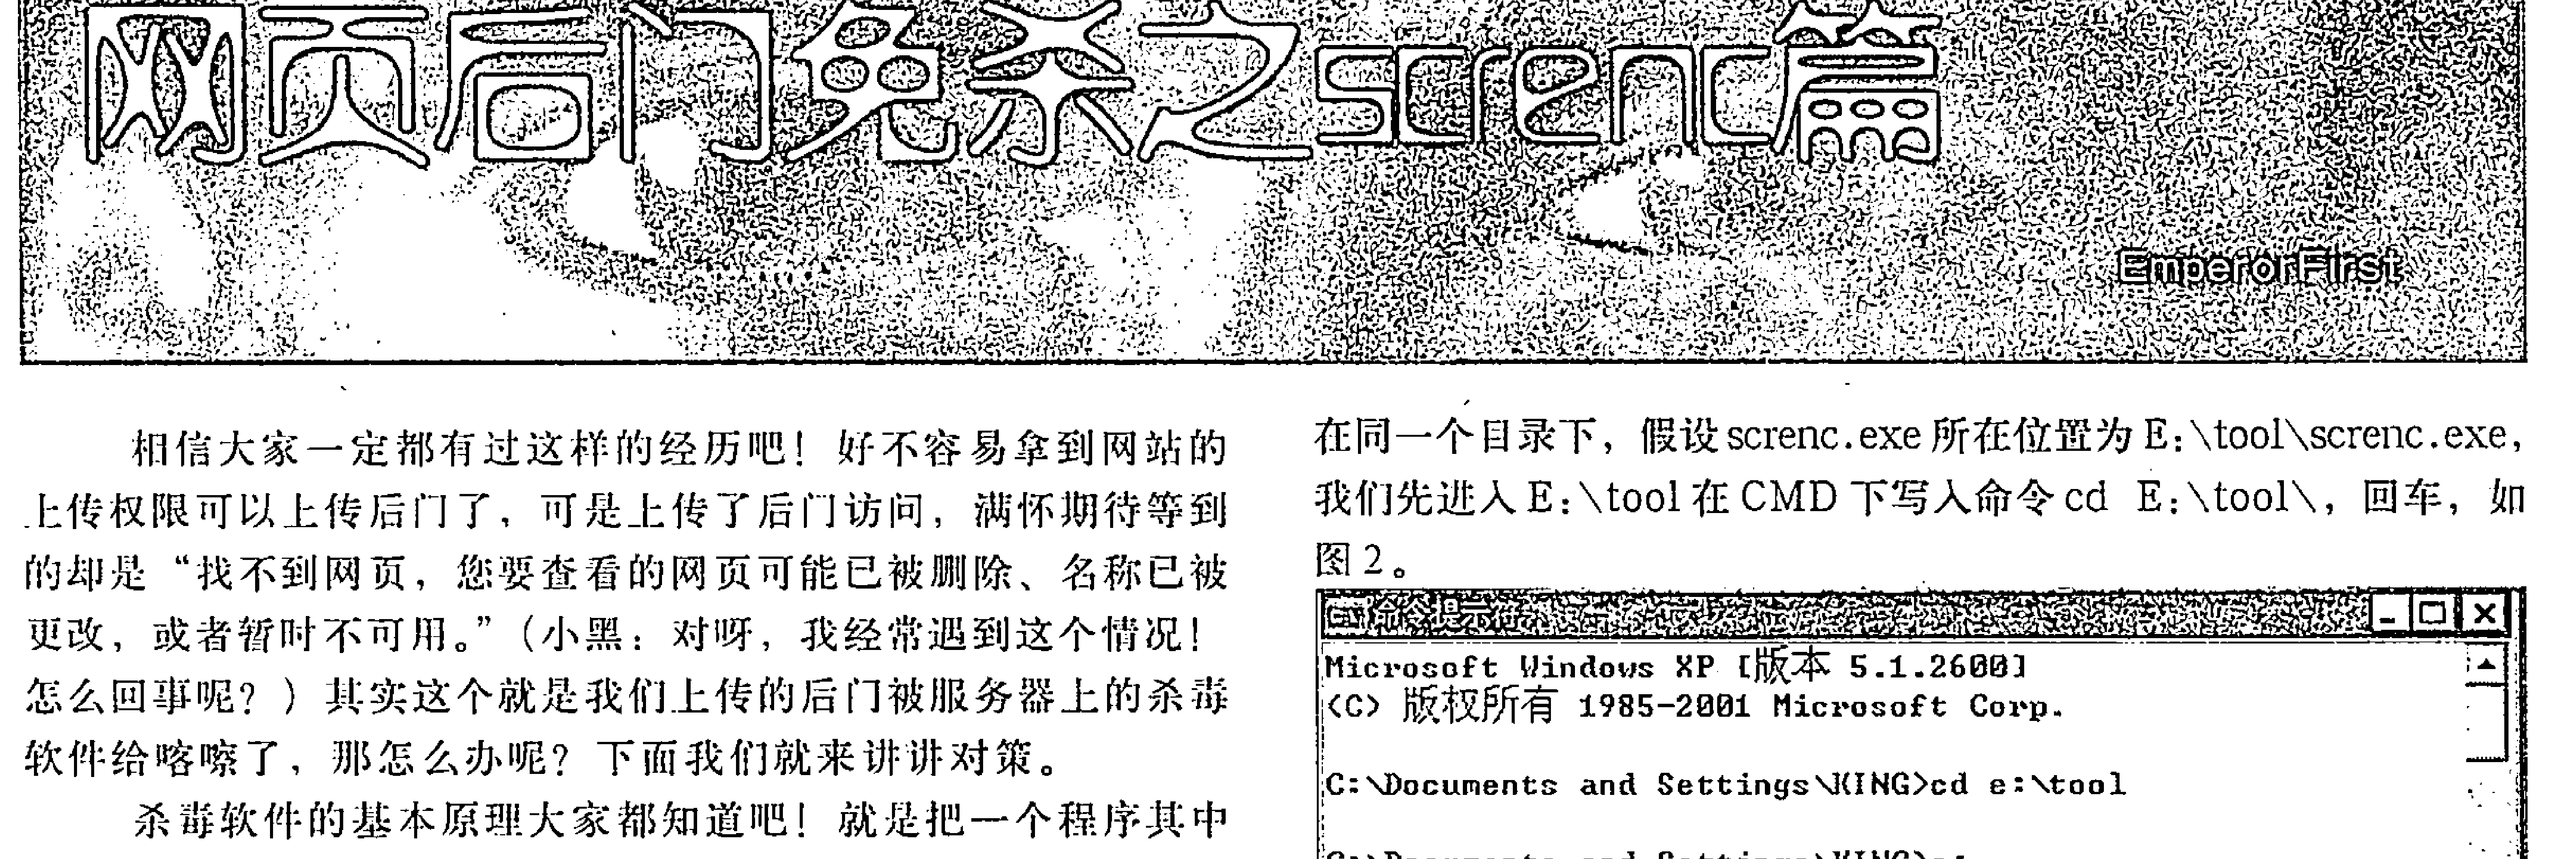 网页后门免杀之screnc篇
EmperorFirst
相信大家一定都有过这样的经历吧！好不容易拿到网站的
上传权限可以上传后门了，可是上传了后门访问，满怀期待等到
的却是“找不到网页，您要查看的网页可能已被删除、名称已被
更改，或者暂时不可用。”（小黑：对呀，我经常遇到这个情况！
怎么回事呢？）其实这个就是我们上传的后门被服务器上的杀毒
软件给喀嚓了，那怎么办呢？下面我们就来讲讲对策。
杀毒软件的基本原理大家都知道吧！就是把一个程序其中
在同一个目录下，假设screnc.exe所在位置为E:\tool\screnc.exe，
我们先进入E:\tool在CMD下写入命令cd E:\tool\，回车，如
图2。
命令提示符
Microsoft Windows XP [版本 5.1.2600]
(C) 版权所有 1985-2001 Microsoft Corp.
C:\Documents and Settings\KING>cd e:\tool